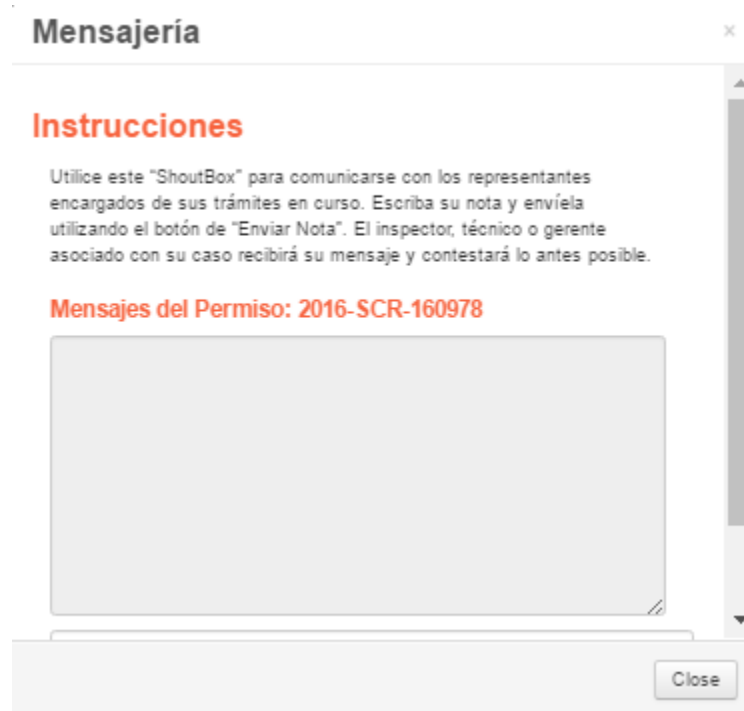 Mensajería
×
Instrucciones
Utilice este "ShoutBox" para comunicarse con los representantes
encargados de sus trámites en curso. Escriba su nota y envíela
utilizando el botón de "Enviar Nota". El inspector, técnico o gerente
asociado con su caso recibirá su mensaje y contestará lo antes posible.
Mensajes del Permiso: 2016-SCR-160978
Close